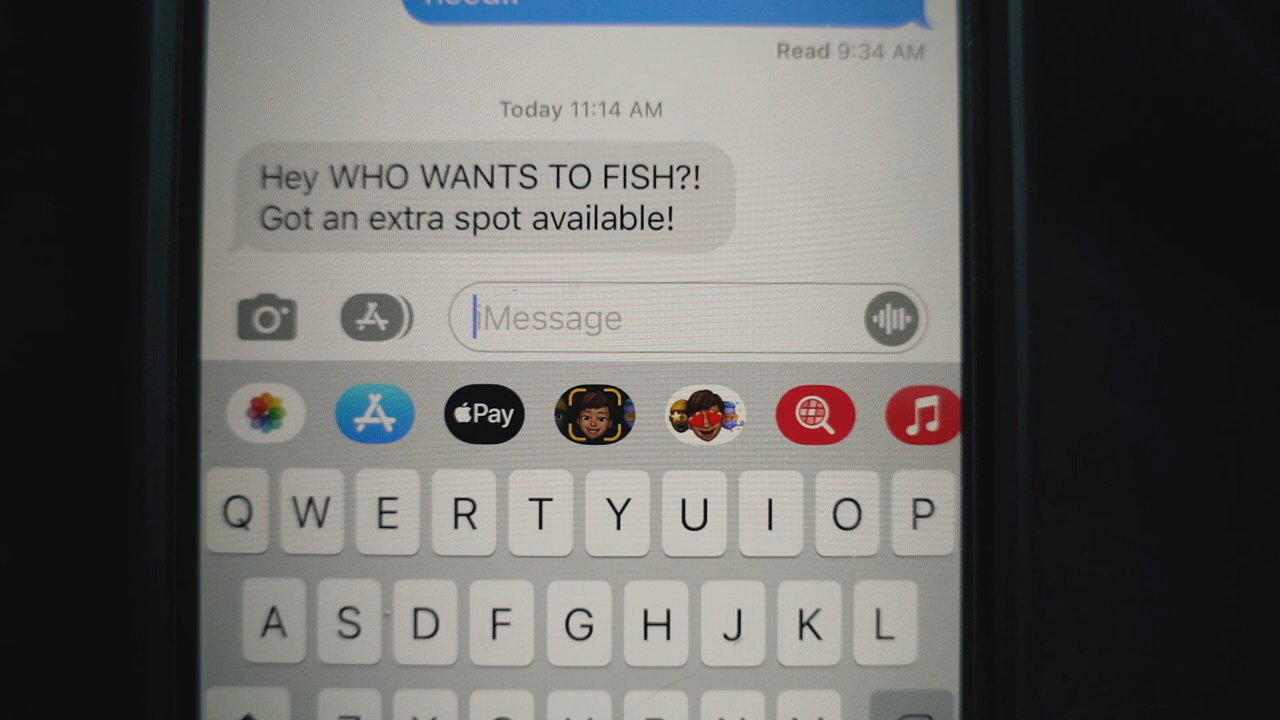 Read 9:34 AM
Today 11:14 AM
Hey WHO WANTS TO FISH?!
Got an extra spot available!
iMessage
Pay
Q W E R T Y U I O P
A S D F G H J K L